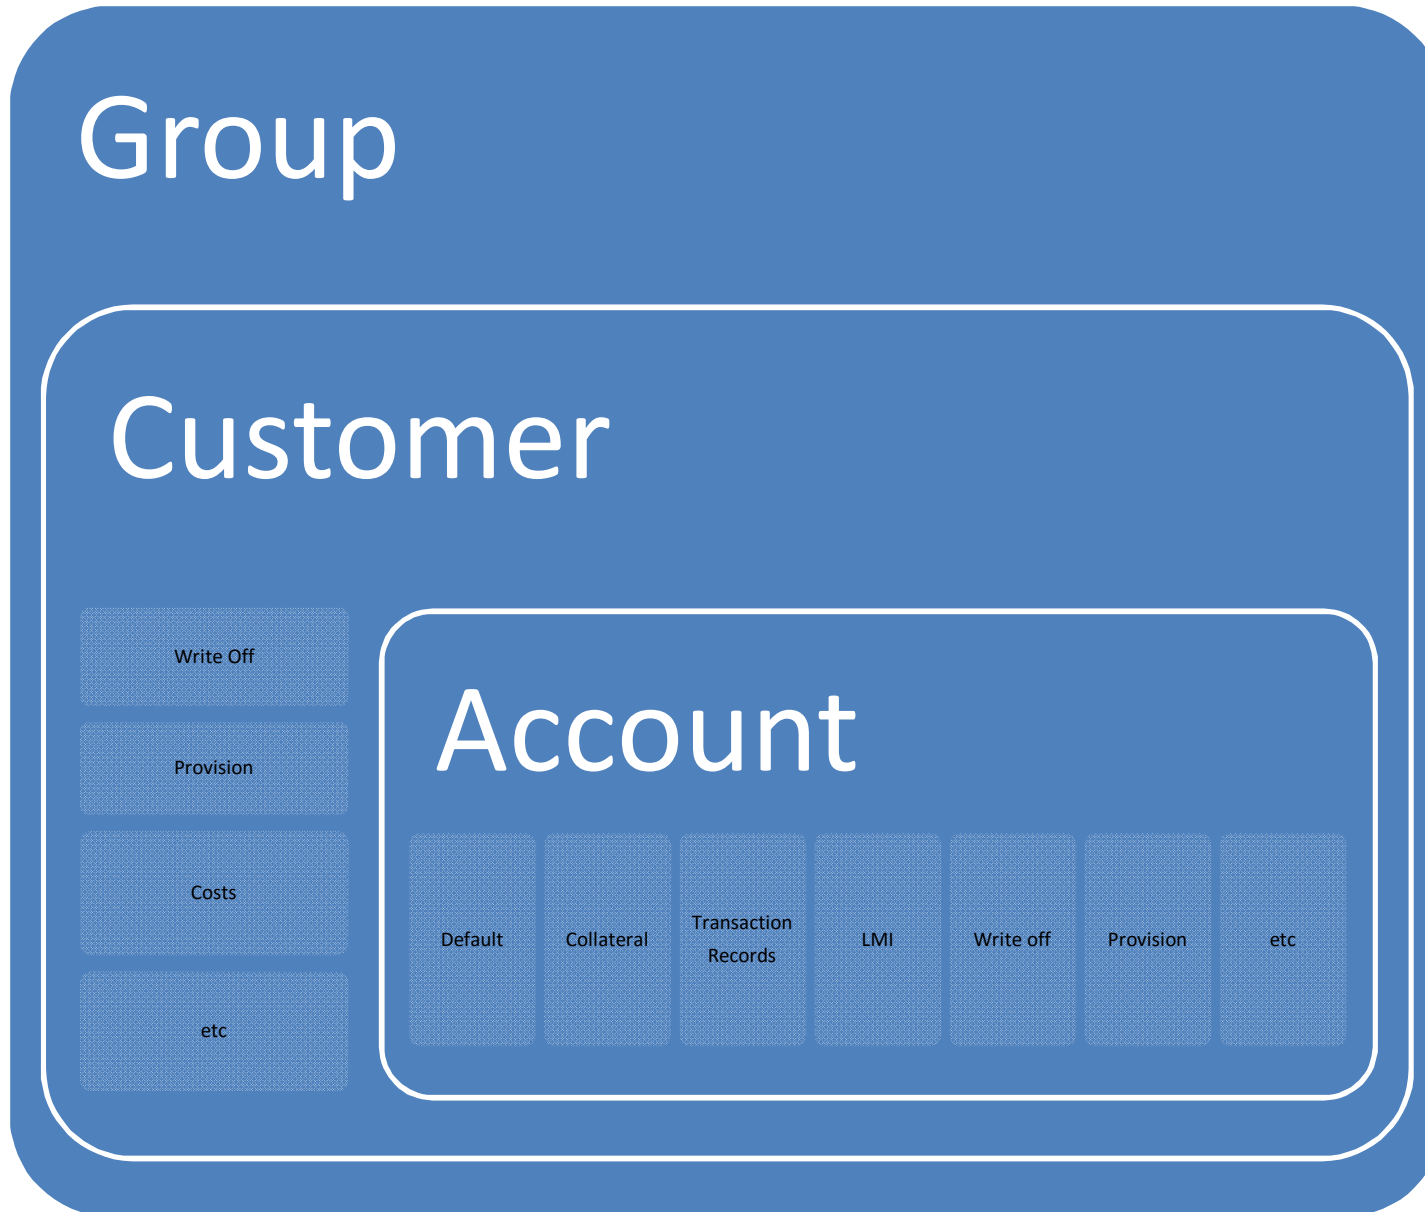 Group
Customer
Write Off
Provision
Costs
etc
Account
Default
Collateral
Transaction
Records
LMI
Write off
Provision
etc